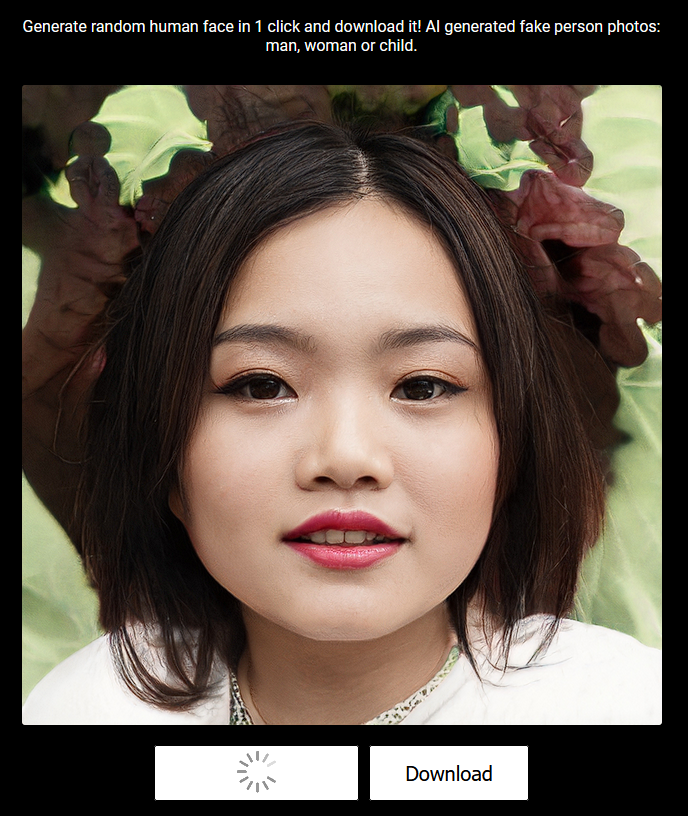 Generate random human face in 1 click and download it! AI generated fake person photos:
man, woman or child.
Download